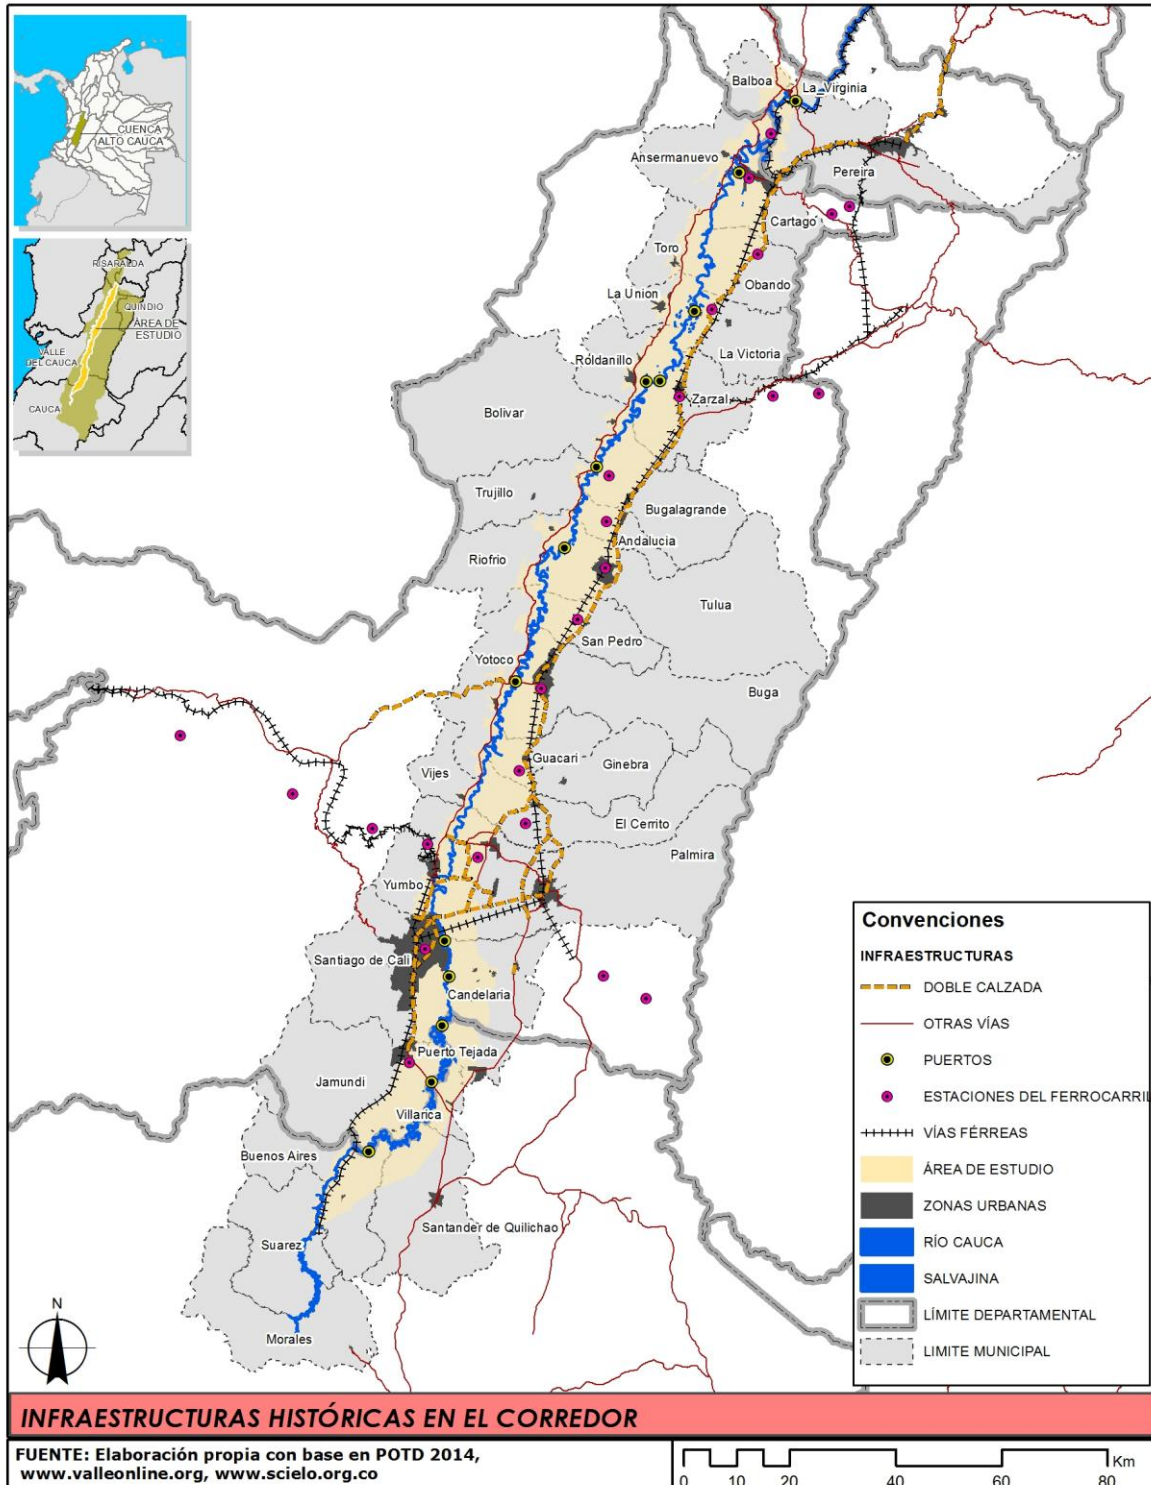 CUENCA
ALTO CAUCA
RISARALDA
QUINDIO
ÁREA DE
ESTUDIO
VALLE
DEL CAUCA
CAUCA
Balboa
La_Virginia
Ansermanuevo
Pereira
Cartago
Toro
Obando
La Union
La Victoria
Roldanillo
Zarzal
Bolivar
Trujillo
Bugalagrande
Andalucia
Riofrio
Tulua
San Pedro
Yotoco
Buga
Guacari
Ginebra
Vijes
El Cerrito
Palmira
Yumbo
Santiago de Cali
Candelaria
Puerto Tejada
Jamundi
Villarica
Buenos Aires
Santander de Quilichao
Suarez
Morales
N
Convenciones
INFRAESTRUCTURAS
DOBLE CALZADA
OTRAS VÍAS
PUERTOS
ESTACIONES DEL FERROCARRIL
VÍAS FÉRREAS
ÁREA DE ESTUDIO
ZONAS URBANAS
RÍO CAUCA
SALVAJINA
LÍMITE DEPARTAMENTAL
LIMITE MUNICIPAL
INFRAESTRUCTURAS HISTÓRICAS EN EL CORREDOR
FUENTE: Elaboración propia con base en POTD 2014,
www.valleonline.org, www.scielo.org.co
Km
0 10 20 40 60 80